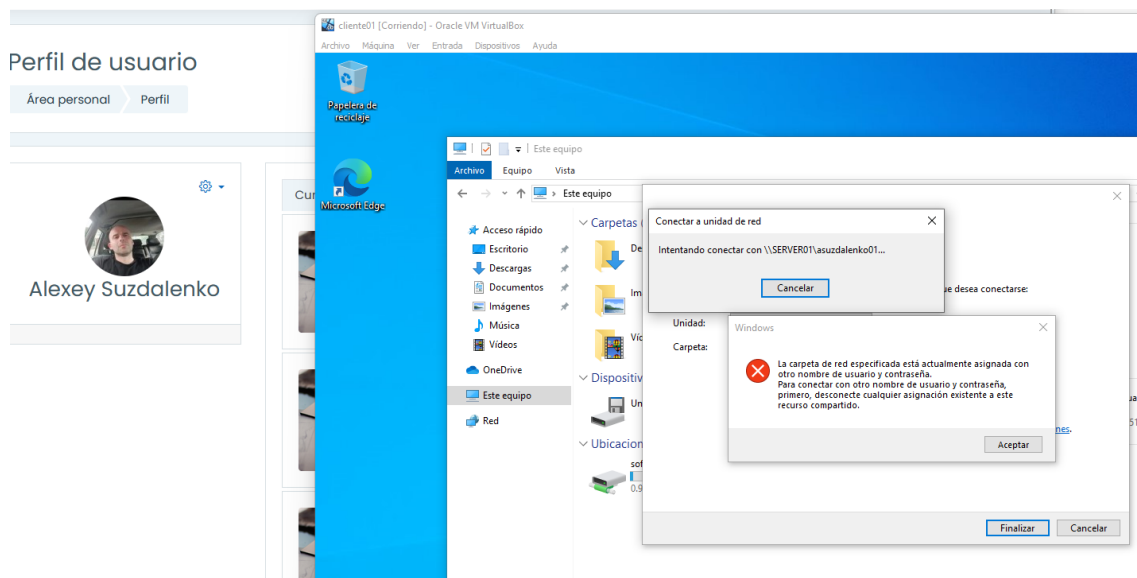 cliente01 [Corriendo] - Oracle VM VirtualBox
Archivo Máquina Ver Entrada Dispositivos Ayuda
Perfil de usuario
Área personal Perfil
Alexey Suzdalenko
Papelera de
reciclaje
Microsoft Edge
Este equipo
Archivo Equipo Vista
Este equipo
Acceso rápido
Escritorio
Descargas
Documentos
Imágenes
Música
Vídeos
OneDrive
Este equipo
Red
Carpetas
Conectar a unidad de red
Intentando conectar con \\SERVER01\asuzdalenko01...
Cancelar
ue desea conectarse:
Unidad:
Carpeta:
Windows
La carpeta de red especificada está actualmente asignada con
otro nombre de usuario y contraseña.
Para conectar con otro nombre de usuario y contraseña,
primero, desconecte cualquier asignación existente a este
recurso compartido.
Aceptar
Dispositiv
Ubicacion
nes.
Finalizar Cancelar